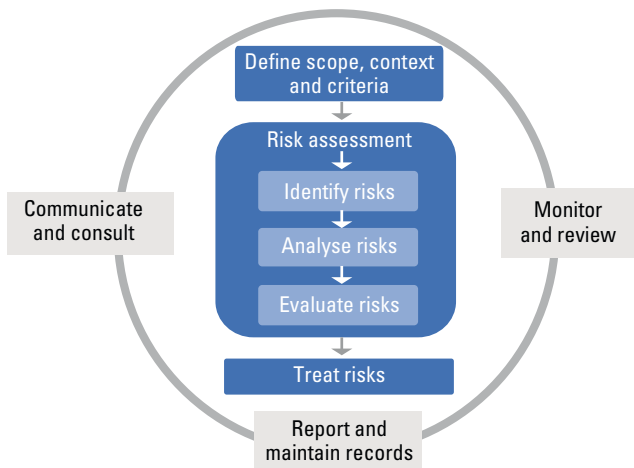 Define scope, context
and criteria
Risk assessment
Identify risks
Analyse risks
Evaluate risks
Treat risks
Communicate
and consult
Monitor
and review
Report and
maintain records